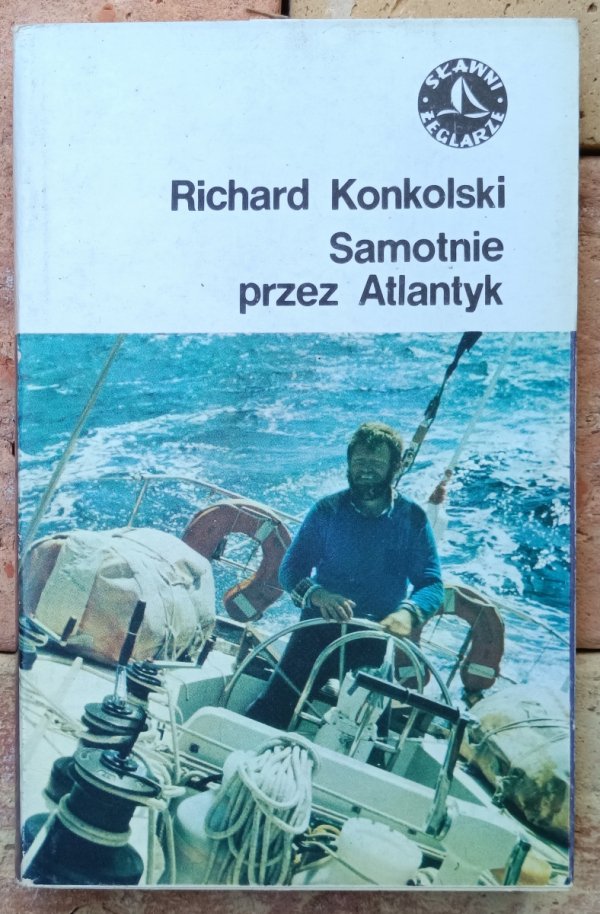 SŁAWNI
ŻEGLARZE
Richard Konkolski
Samotnie
przez Atlantyk